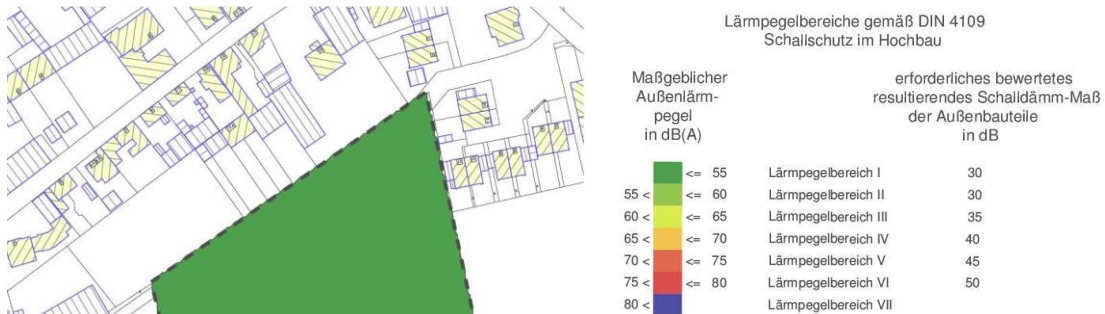 Lärmpegelbereiche gemäß DIN 4109
Schallschutz im Hochbau
Maßgeblicher
Außenlärm-
pegel
in dB(A)
erforderliches bewertetes
resultierendes Schalldämm-Maß
der Außenbauteile
in dB
<= 55 Lärmpegelbereich I 30
55 < <= 60 Lärmpegelbereich II 30
60 < <= 65 Lärmpegelbereich III 35
65 < <= 70 Lärmpegelbereich IV 40
70 < <= 75 Lärmpegelbereich V 45
75 < <= 80 Lärmpegelbereich VI 50
80 < Lärmpegelbereich VII